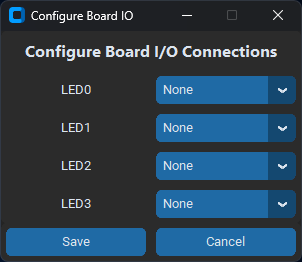 Configure Board IO
Configure Board I/O Connections
LED0 None
LED1 None
LED2 None
LED3 None
Save Cancel